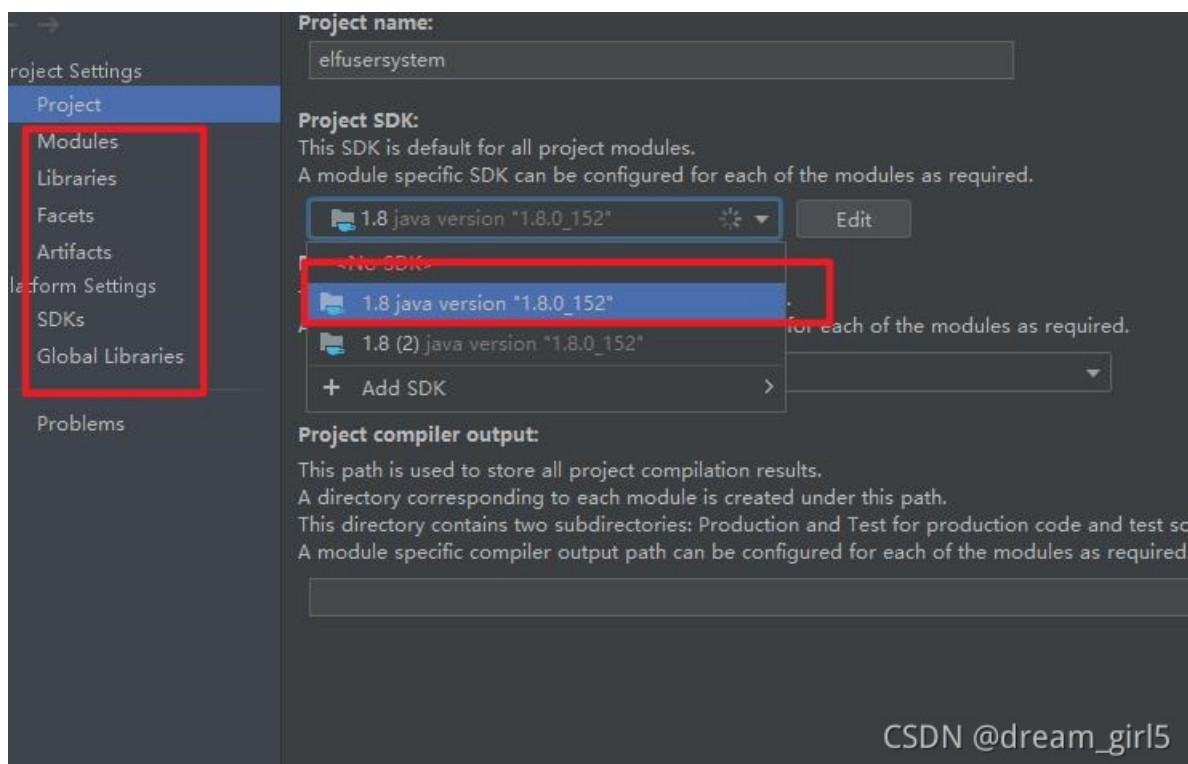 Project name:
elfusersystem
roject Settings
Project
Modules
Libraries
Facets
Artifacts
latform Settings
SDKs
Global Libraries
Problems
Project SDK:
This SDK is default for all project modules.
A module specific SDK can be configured for each of the modules as required.
1.8 java version "1.8.0_152"
Edit
<No SDK>
1.8 java version "1.8.0_152"
for each of the modules as required.
1.8 (2) java version "1.8.0_152"
+ Add SDK
Project compiler output:
This path is used to store all project compilation results.
A directory corresponding to each module is created under this path.
This directory contains two subdirectories: Production and Test for production code and test so
A module specific compiler output path can be configured for each of the modules as required
CSDN @dream_girl5